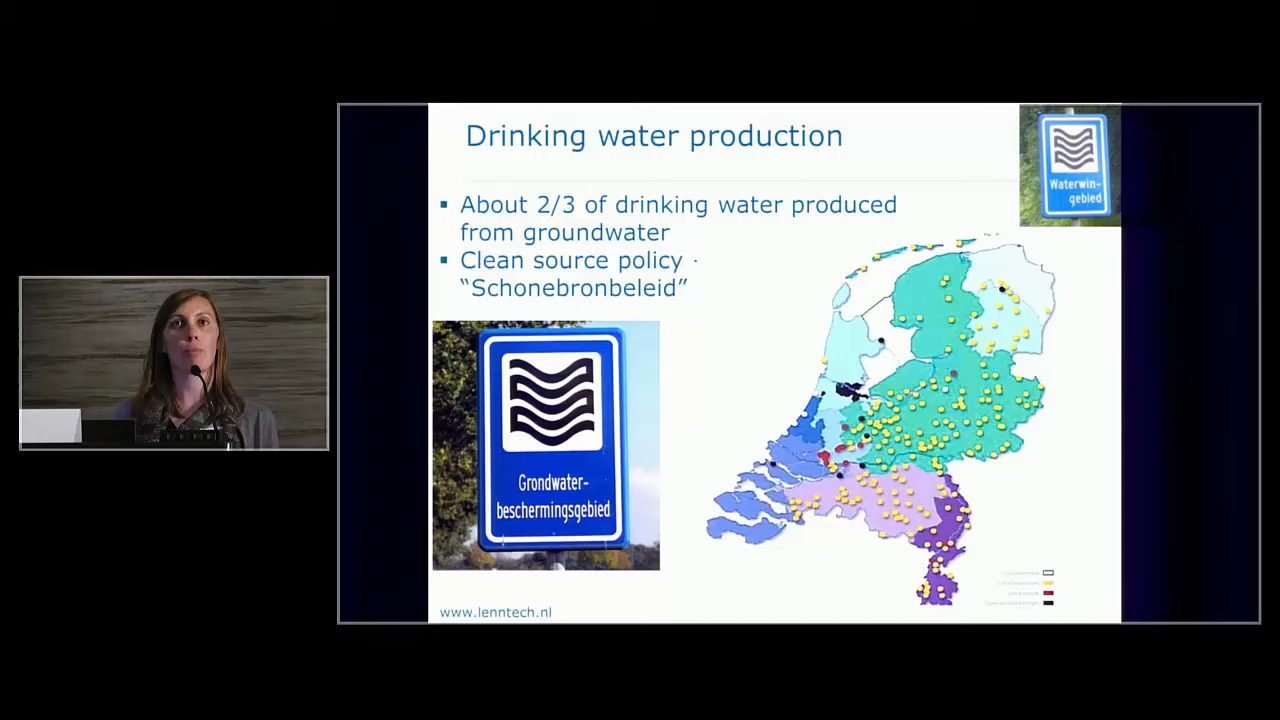 Drinking water production
Waterwin-
gebied
▪ About 2/3 of drinking water produced
from groundwater
▪ Clean source policy -
“Schonebronbeleid”
Grondwater-
beschermingsgebied
www.lenntech.nl